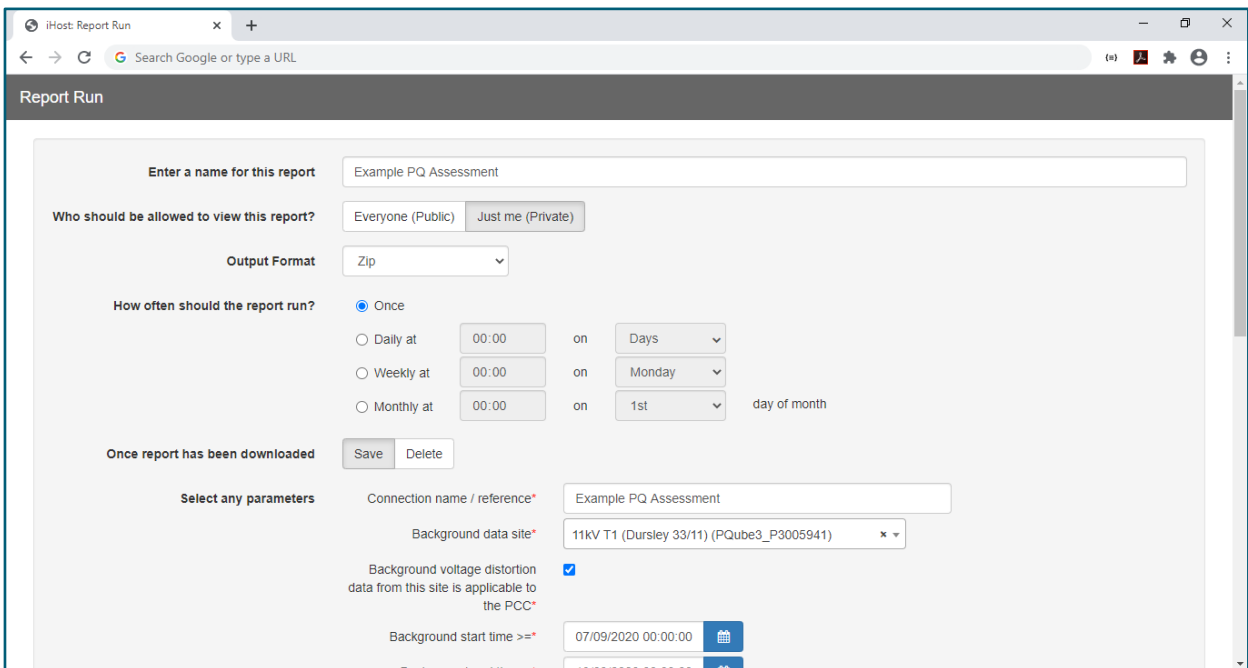 iHost: Report Run
Search Google or type a URL
Report Run
Enter a name for this report Example PQ Assessment
Who should be allowed to view this report? Everyone (Public) Just me (Private)
Output Format Zip
How often should the report run? Once
Daily at 00:00 on Days
Weekly at 00:00 on Monday
Monthly at 00:00 on 1st day of month
Once report has been downloaded Save Delete
Select any parameters Connection name / reference* Example PQ Assessment
Background data site* 11kV T1 (Dursley 33/11) (PQube3_P3005941)
Background voltage distortion
data from this site is applicable to
the PCC*
Background start time >=* 07/09/2020 00:00:00